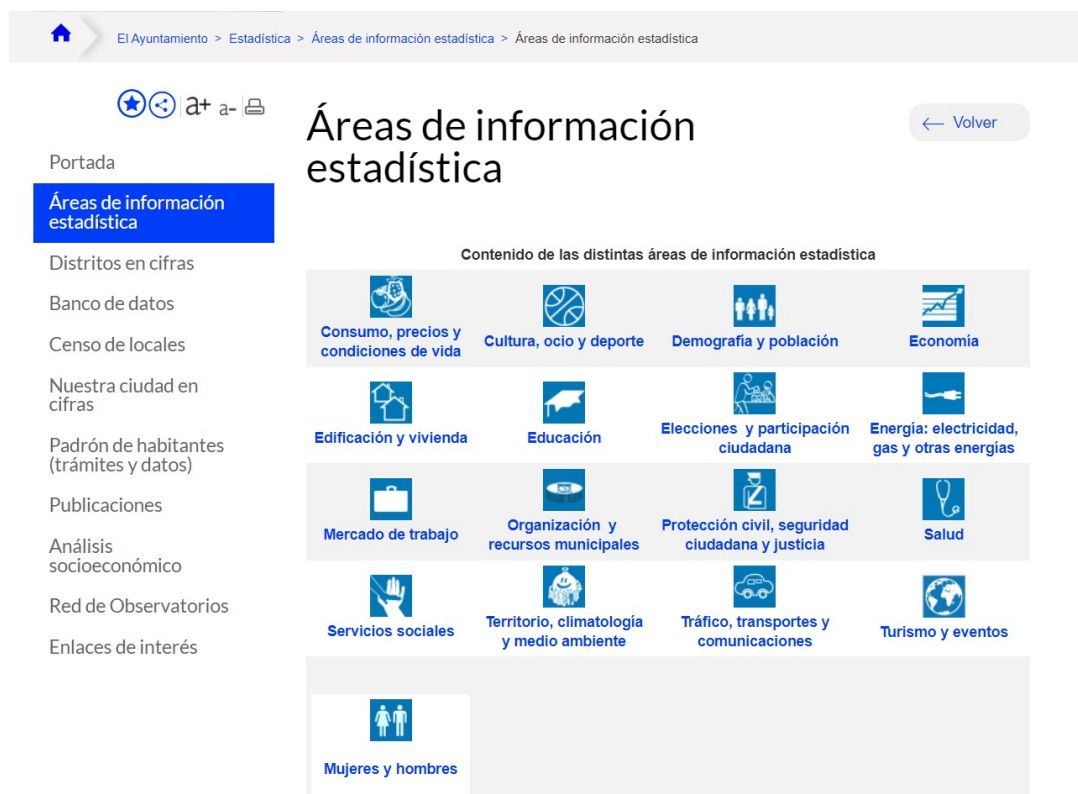 El Ayuntamiento > Estadística > Áreas de información estadística > Áreas de información estadística
a+ a-
Portada
Áreas de información
estadística
Distritos en cifras
Banco de datos
Censo de locales
Nuestra ciudad en
cifras
Padrón de habitantes
(trámites y datos)
Publicaciones
Análisis
socioeconómico
Red de Observatorios
Enlaces de interés
Áreas de información
estadística
Volver
Contenido de las distintas áreas de información estadística
Consumo, precios y
condiciones de vida
Cultura, ocio y deporte
Demografía y población
Economía
Edificación y vivienda
Educación
Elecciones y participación
ciudadana
Energía: electricidad,
gas y otras energías
Mercado de trabajo
Organización y
recursos municipales
Protección civil, seguridad
ciudadana y justicia
Salud
Servicios sociales
Territorio, climatología
y medio ambiente
Tráfico, transportes y
comunicaciones
Turismo y eventos
Mujeres y hombres